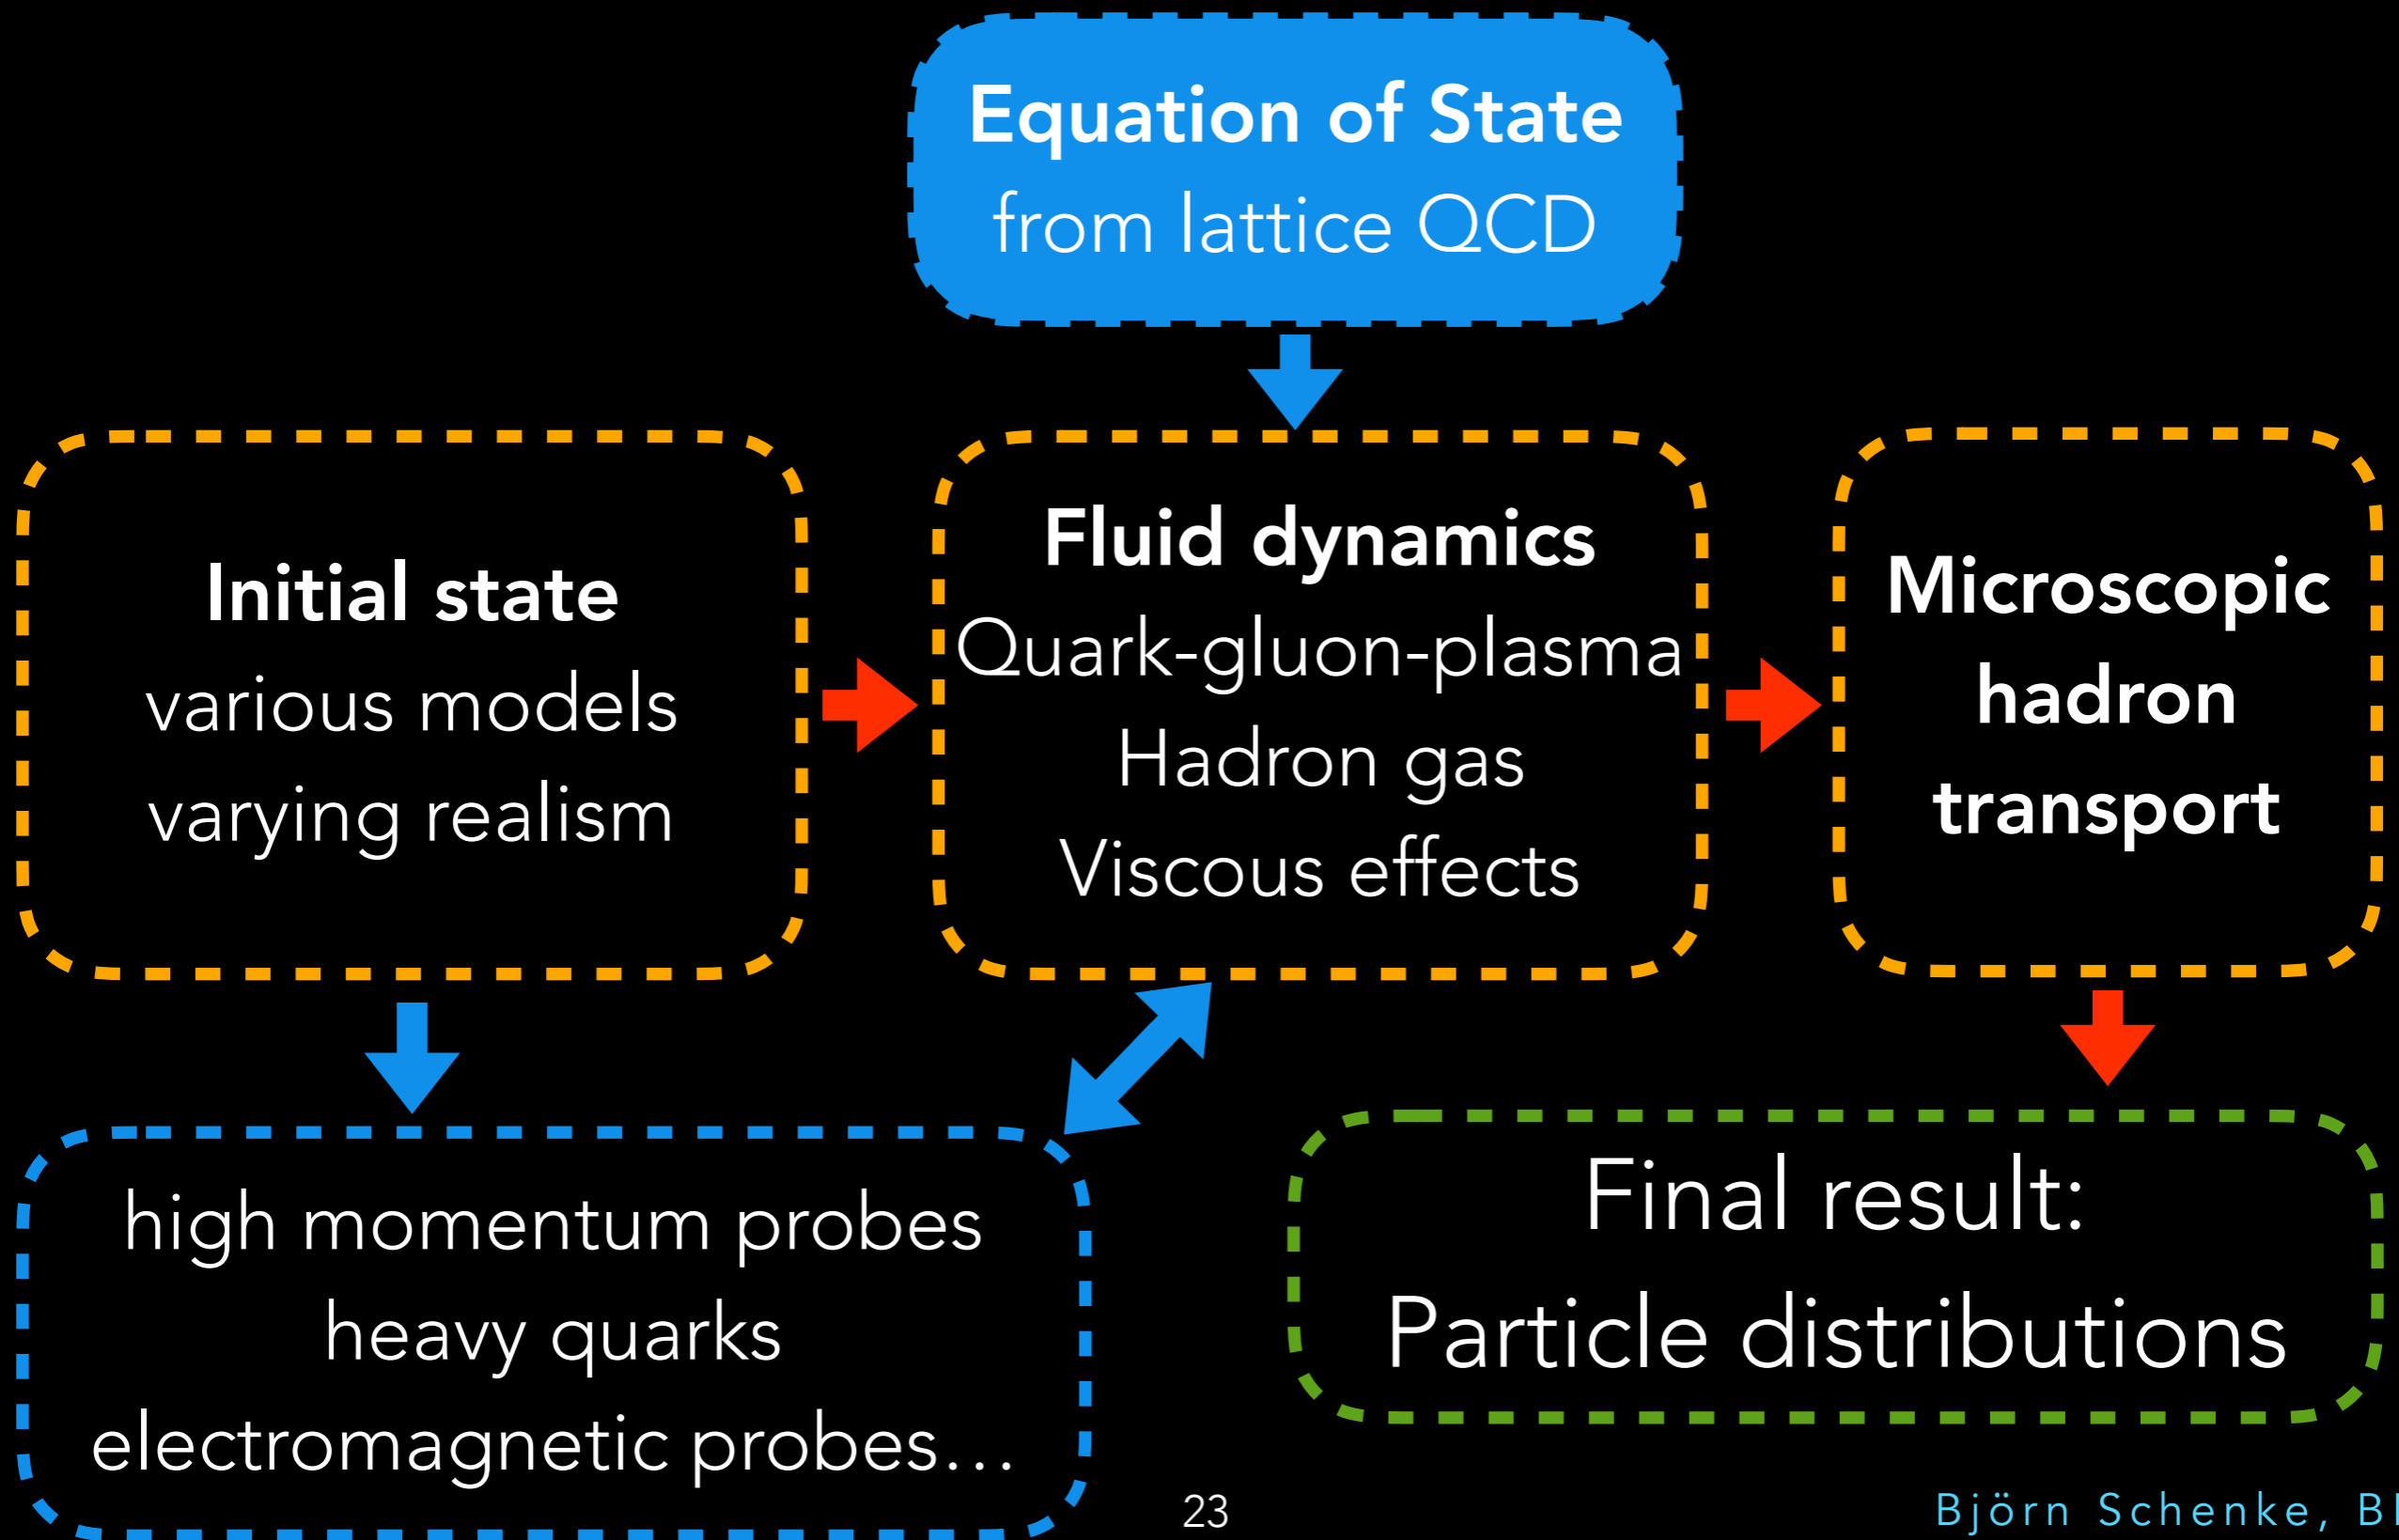 Equation of State
from lattice QCD
Initial state
various models
varying realism
Fluid dynamics
Quark-gluon-plasma
Hadron gas
Viscous effects
Microscopic
hadron
transport
high momentum probes
heavy quarks
electromagnetic probes…
Final result:
Particle distributions
23
Björn Schenke,